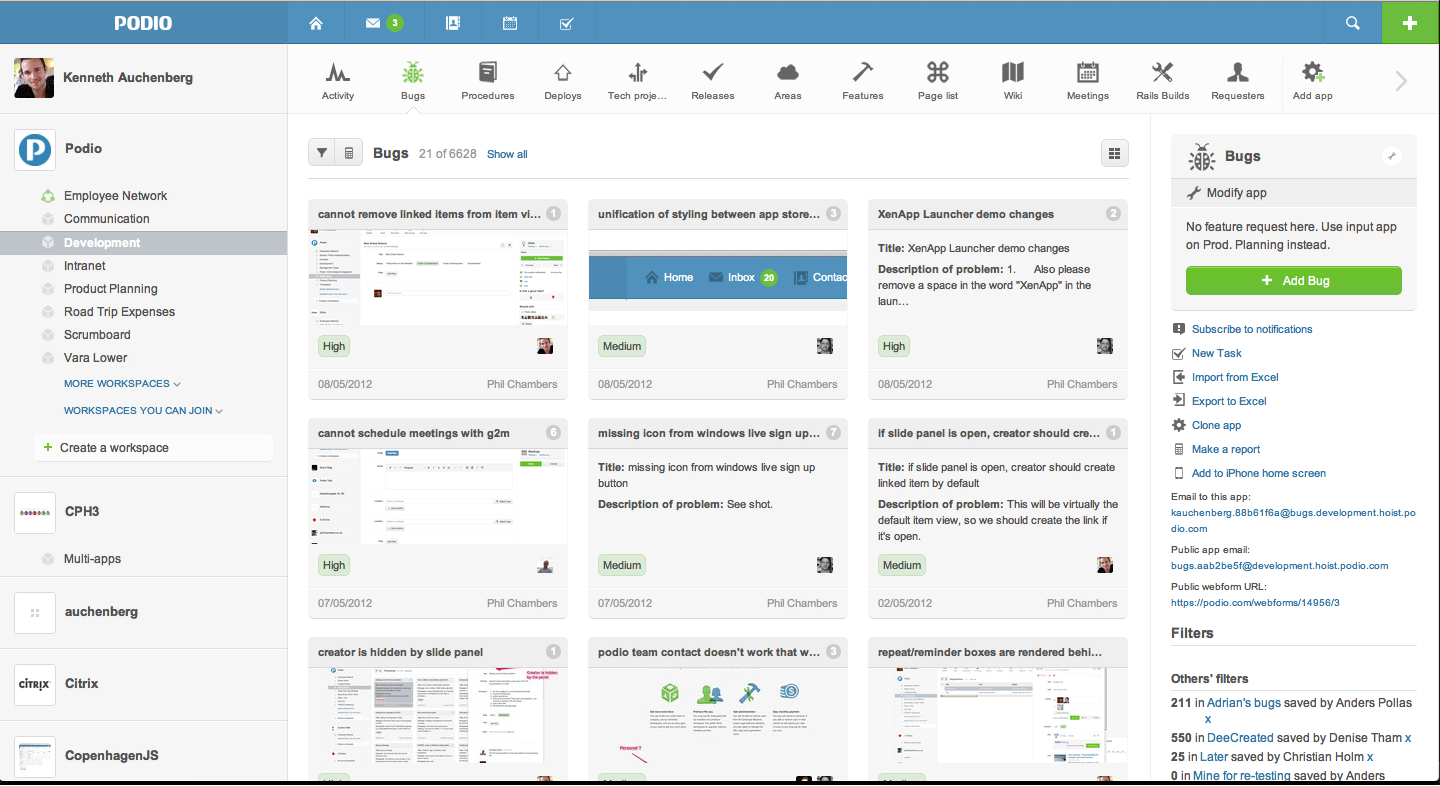 PODIO
3
Kenneth Auchenberg
Activity
Bugs
Procedures
Deploys
Tech proje...
Releases
Areas
Features
Page list
Wiki
Meetings
Rails Builds
Requesters
Add app
Podio
Employee Network
Communication
Development
Intranet
Product Planning
Road Trip Expenses
Scrumboard
Vara Lower
MORE WORKSPACES
WORKSPACES YOU CAN JOIN
+ Create a workspace
CPH3
Multi-apps
auchenberg
CITRIX
Citrix
CopenhagenJS
Bugs 21 of 6628 Show all
cannot remove linked items from item vi... 1
High
08/05/2012 Phil Chambers
unification of styling between app store... 3
Home Inbox 20 Contac
Medium
08/05/2012 Phil Chambers
XenApp Launcher demo changes 2
Title: XenApp Launcher demo changes
Description of problem: 1. Also please
remove a space in the word "XenApp" in the
laun…
High
08/05/2012 Phil Chambers
cannot schedule meetings with g2m 6
High
07/05/2012 Phil Chambers
missing icon from windows live sign up... 7
Title: missing icon from windows live sign up
button
Description of problem: See shot.
Medium
07/05/2012 Phil Chambers
if slide panel is open, creator should cre... 1
Title: if slide panel is open, creator should create
linked item by default
Description of problem: This will be virtually the
default item view, so we should create the link if
it's open.
Medium
02/05/2012 Phil Chambers
creator is hidden by slide panel 1
Creator is hidden
by the panel
High
podio team contact doesn't work that w... 3
Personal ?
Medium
repeat/reminder boxes are rendered behi...
Medium
Bugs
Modify app
No feature request here. Use input app
on Prod. Planning instead.
+ Add Bug
Subscribe to notifications
New Task
Import from Excel
Export to Excel
Clone app
Make a report
Add to iPhone home screen
Email to this app:
kauchenberg.88b61f6a@bugs.development.hoist.po
dio.com
Public app email:
bugs.aab2be5f@development.hoist.podio.com
Public webform URL:
https://podio.com/webforms/14956/3
Filters
Others' filters
211 in Adrian's bugs saved by Anders Pollas
x
550 in DeeCreated saved by Denise Tham x
25 in Later saved by Christian Holm x
0 in Mine for re-testing saved by Anders